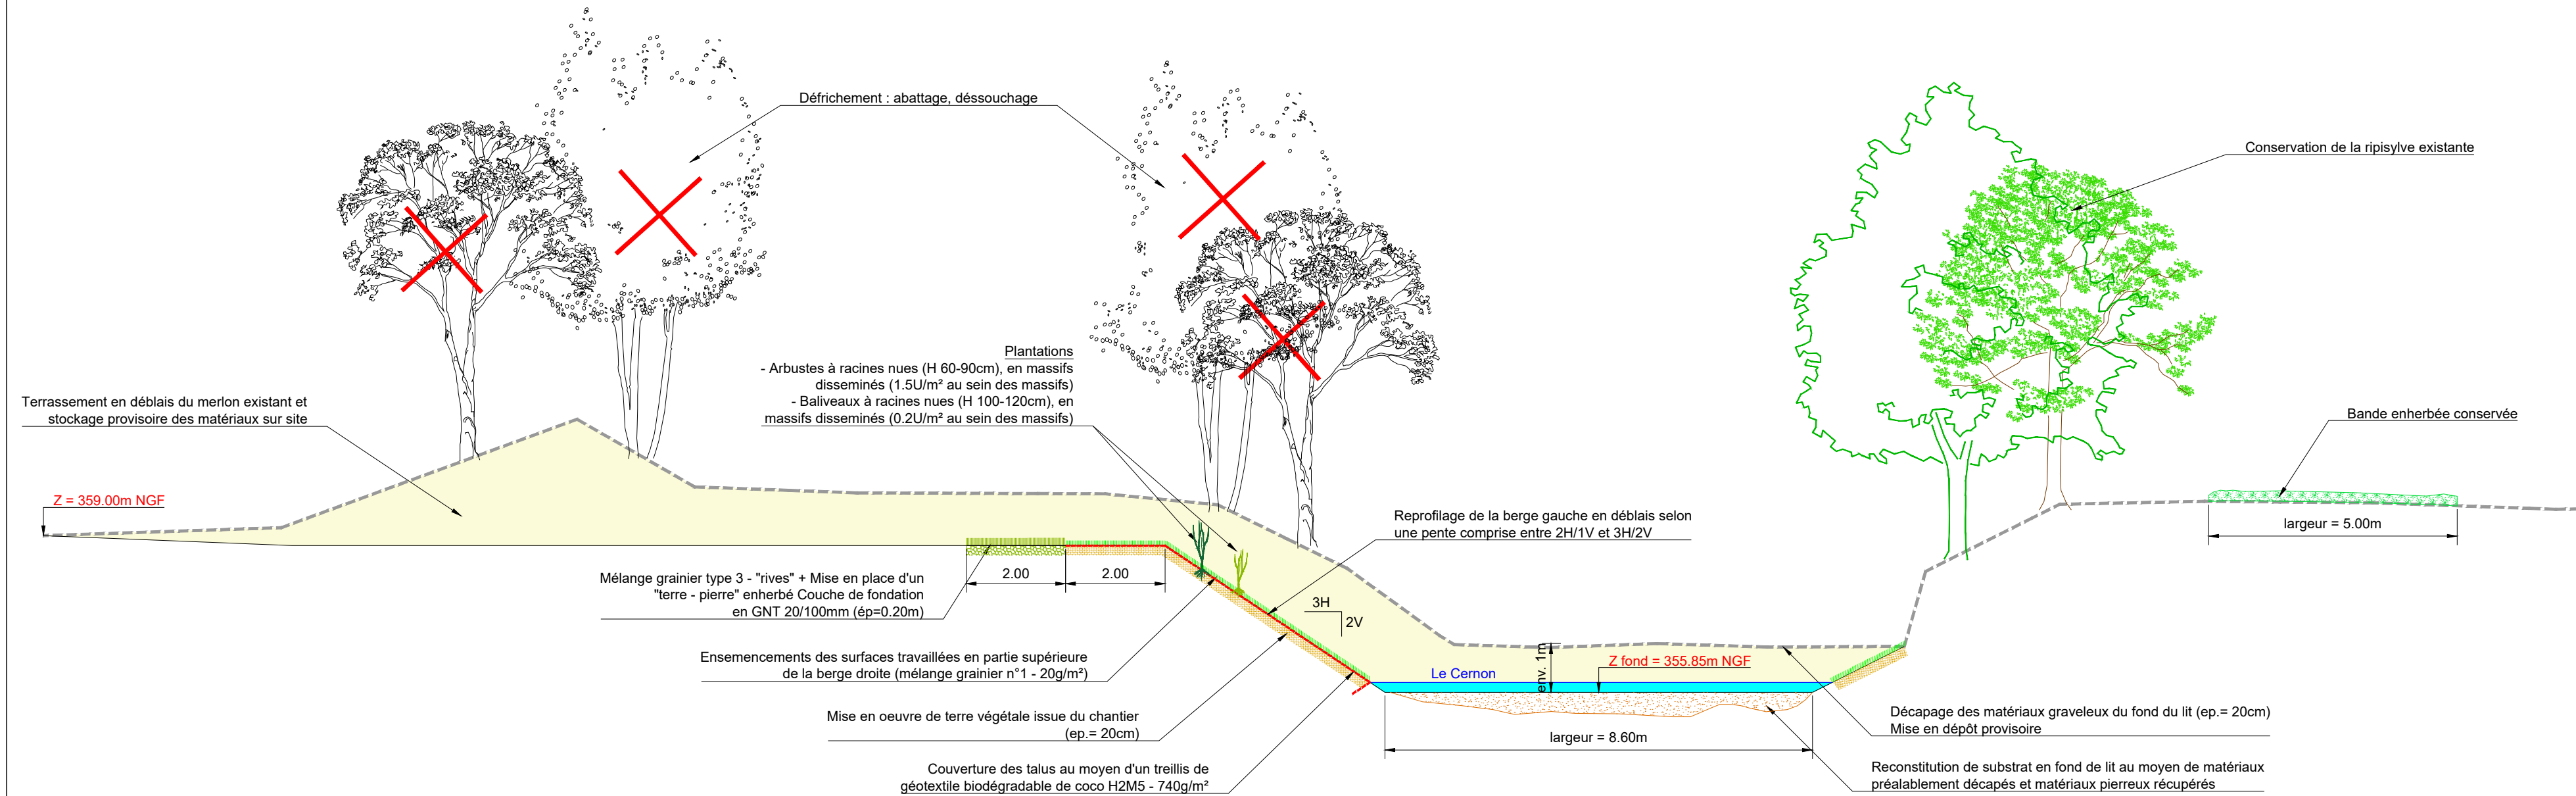 Défrichement : abattage, déssouchage
Conservation de la ripisylve existante
Plantations
- Arbustes à racines nues (H 60-90cm), en massifs
disseminés (1.5U/m² au sein des massifs)
- Baliveaux à racines nues (H 100-120cm), en
massifs disseminés (0.2U/m² au sein des massifs)
Terrassement en déblais du merlon existant et
stockage provisoire des matériaux sur site
Bande enherbée conservée
Z = 359.00m NGF
largeur = 5.00m
Reprofilage de la berge gauche en déblais selon
une pente comprise entre 2H/1V et 3H/2V
2.00
2.00
Mélange grainier type 3 - "rives" + Mise en place d'un
"terre - pierre" enherbé Couche de fondation
en GNT 20/100mm (ép=0.20m)
3H
2V
Ensemencements des surfaces travaillées en partie supérieure
de la berge droite (mélange grainier n°1 - 20g/m²)
env. 1m
Z fond = 355.85m NGF
Le Cernon
Mise en oeuvre de terre végétale issue du chantier
(ep.= 20cm)
Décapage des matériaux graveleux du fond du lit (ep.= 20cm)
Mise en dépôt provisoire
largeur = 8.60m
Couverture des talus au moyen d'un treillis de
géotextile biodégradable de coco H2M5 - 740g/m²
Reconstitution de substrat en fond de lit au moyen de matériaux
préalablement décapés et matériaux pierreux récupérés